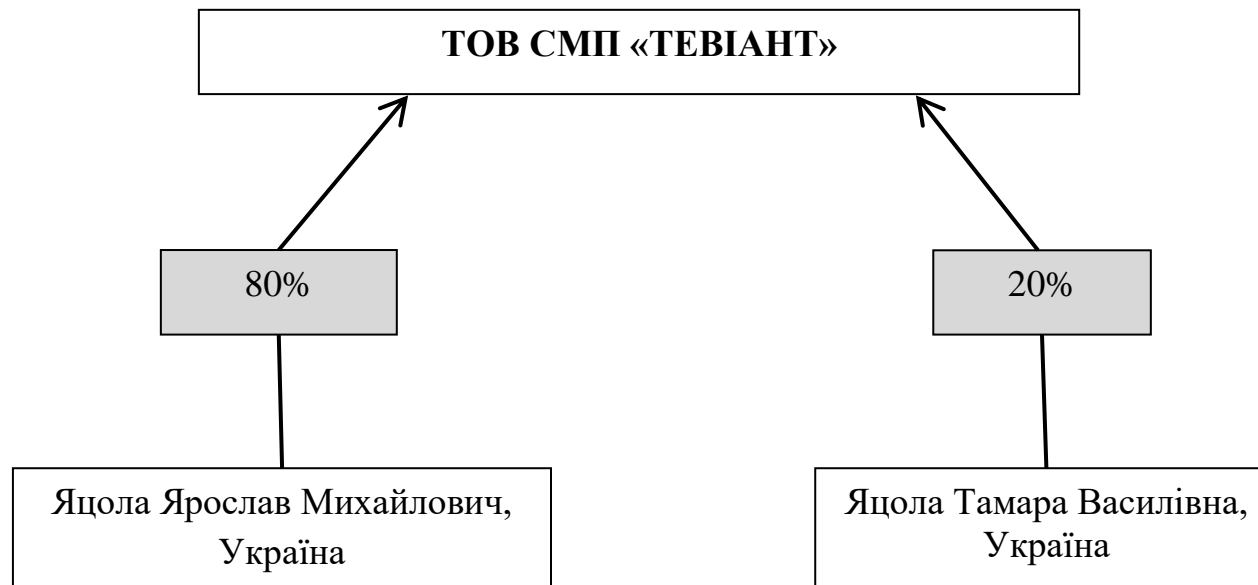 ТОВ СМП «ТЕВІАНТ»
80%
20%
Яцола Ярослав Михайлович,
Україна
Яцола Тамара Василівна,
Україна